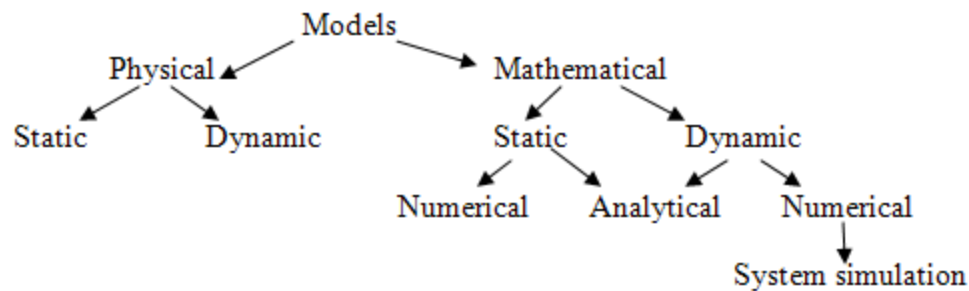 Models
Physical
Mathematical
Static
Dynamic
Static
Dynamic
Numerical
Analytical
Numerical
System simulation